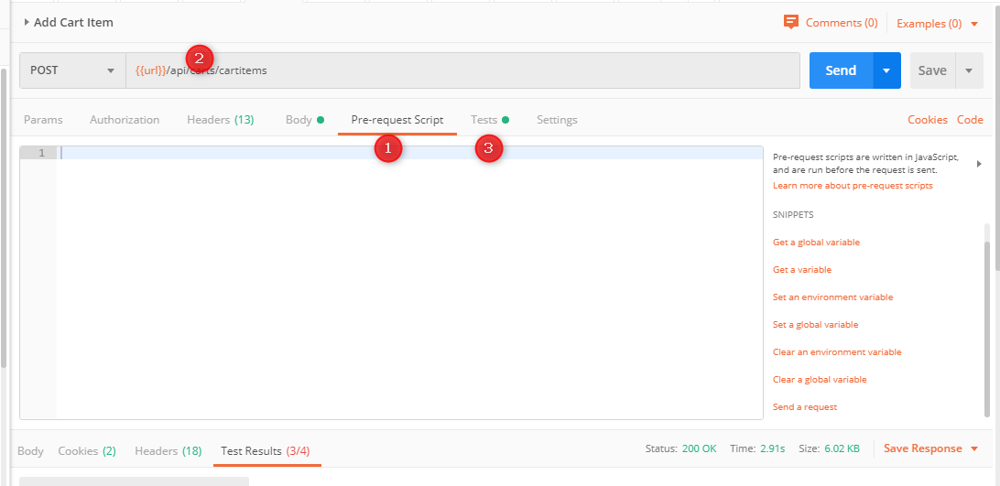 Add Cart Item
Comments (0)
Examples (0)
2
POST
{{url}}/api/carts/cartitems
Send
Save
Params
Authorization
Headers (13)
Body
Pre-request Script
Tests
Settings
Cookies
Code
1
3
1
Pre-request scripts are written in JavaScript,
and are run before the request is sent.
Learn more about pre-request scripts
SNIPPETS
Get a global variable
Get a variable
Set an environment variable
Set a global variable
Clear an environment variable
Clear a global variable
Send a request
Body
Cookies (2)
Headers (18)
Test Results (3/4)
Status: 200 OK
Time: 2.91s
Size: 6.02 KB
Save Response